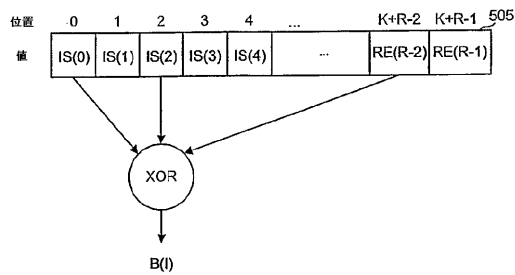 位置 0 1 2 3 4 ... K+R-2 K+R-1 505
値 IS(0) IS(1) IS(2) IS(3) IS(4) ... RE(R-2) RE(R-1)
XOR
B(I)